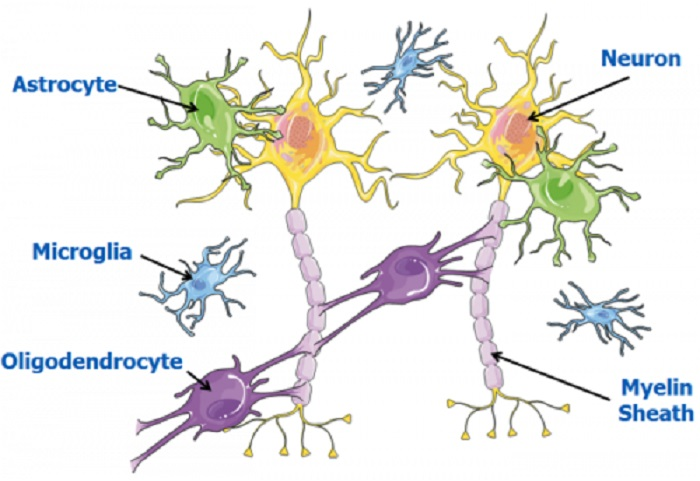 Neuron
Astrocyte
Microglia
Oligodendrocyte
Myelin
Sheath